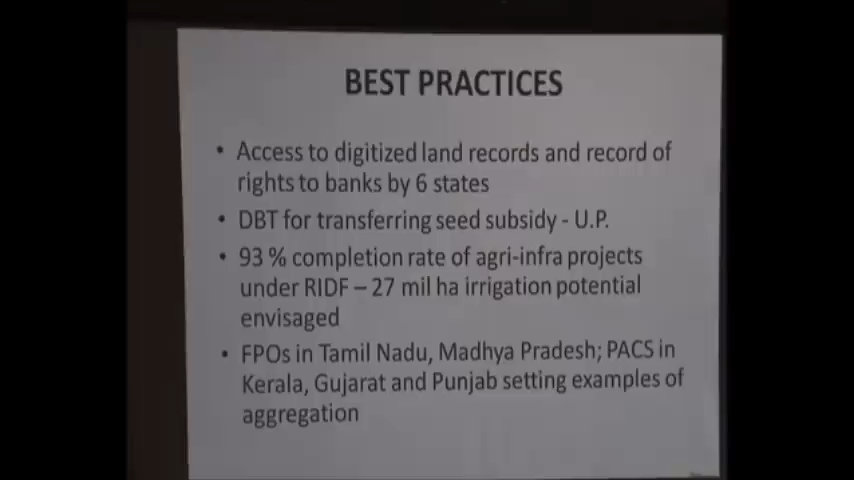 BEST PRACTICES
• Access to digitized land records and record of
rights to banks by 6 states
• DBT for transferring seed subsidy - U.P.
• 93 % completion rate of agri-infra projects
under RIDF – 27 mil ha irrigation potential
envisaged
• FPOs in Tamil Nadu, Madhya Pradesh; PACS in
Kerala, Gujarat and Punjab setting examples of
aggregation